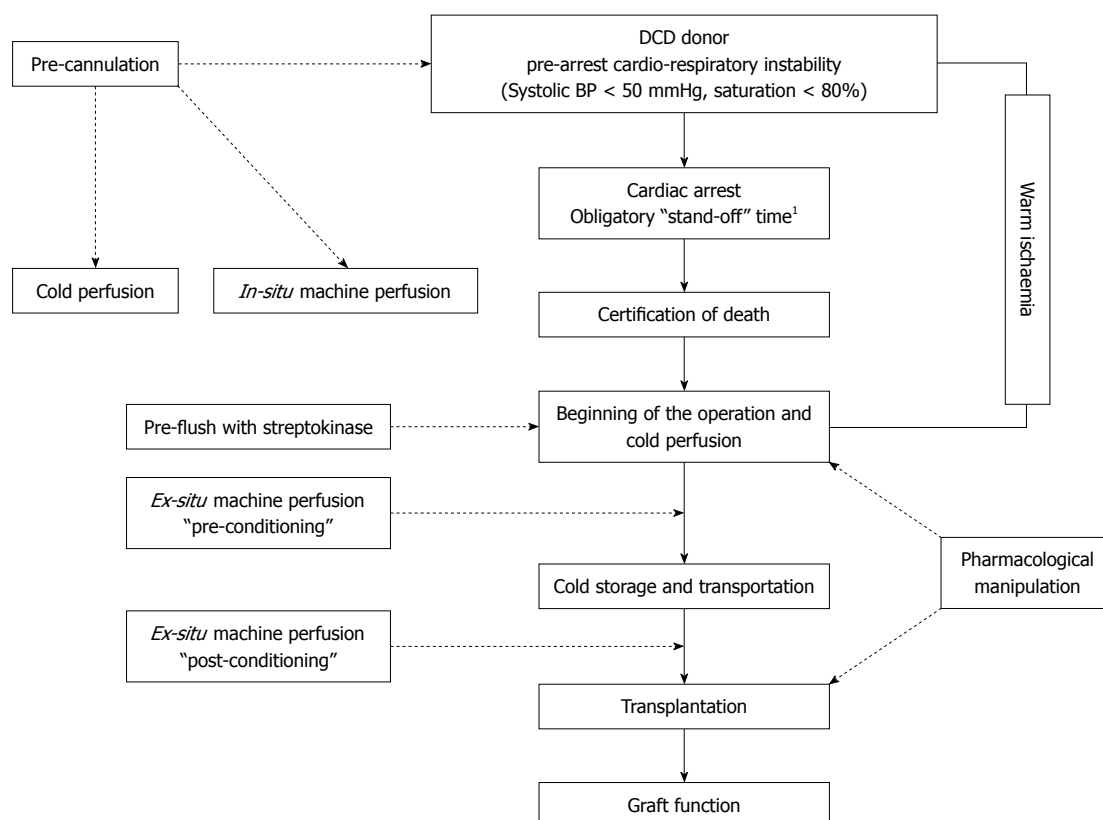 DCD donor
pre-arrest cardio-respiratory instability
(Systolic BP < 50 mmHg, saturation < 80%)
Pre-cannulation
Warm ischaemia
Cardiac arrest
Obligatory “stand-off” time¹
Cold perfusion
In-situ machine perfusion
Certification of death
Pre-flush with streptokinase
Beginning of the operation and
cold perfusion
Ex-situ machine perfusion
“pre-conditioning”
Pharmacological
manipulation
Cold storage and transportation
Ex-situ machine perfusion
“post-conditioning”
Transplantation
Graft function